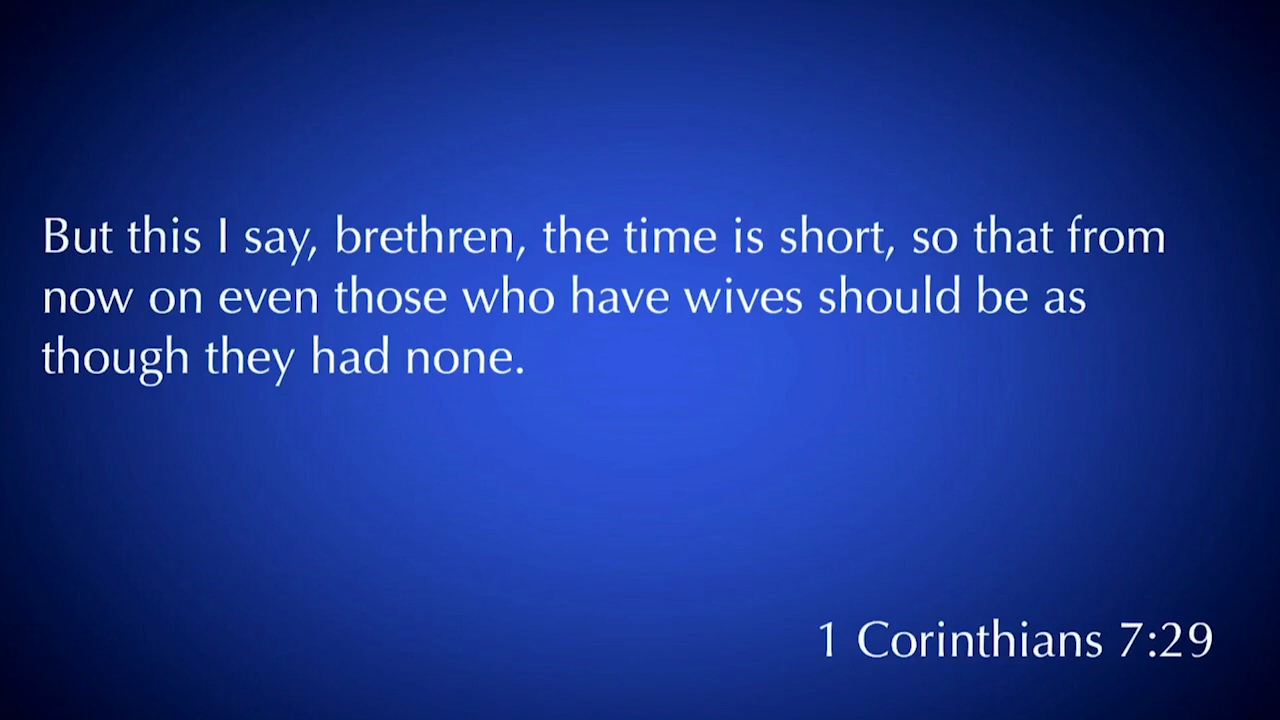 But this I say, brethren, the time is short, so that from
now on even those who have wives should be as
though they had none.
1 Corinthians 7:29